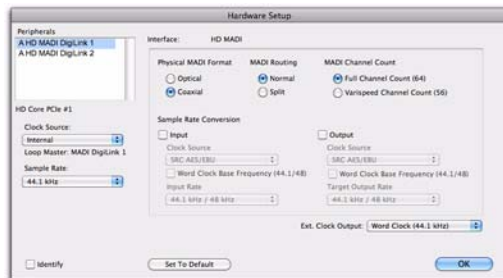 Hardware Setup
Peripherals
A HD MADI DigiLink 1
A HD MADI DigiLink 2
Interface: HD MADI
Physical MADI Format
MADI Routing
MADI Channel Count
Optical
Normal
Full Channel Count (64)
Coaxial
Split
Varispeed Channel Count (56)
HD Core PCIe #1
Clock Source:
Internal
Loop Master: MADI DigiLink 1
Sample Rate:
44.1 kHz
Sample Rate Conversion
Input
Clock Source
SRC AES/EBU
Word Clock Base Frequency (44.1/48)
Input Rate
44.1 kHz / 48 kHz
Output
Clock Source
SRC AES/EBU
Word Clock Base Frequency (44.1/48)
Target Output Rate
44.1 kHz / 48 kHz
Ext. Clock Output: Word Clock (44.1 kHz)
Identify
Set To Default
OK